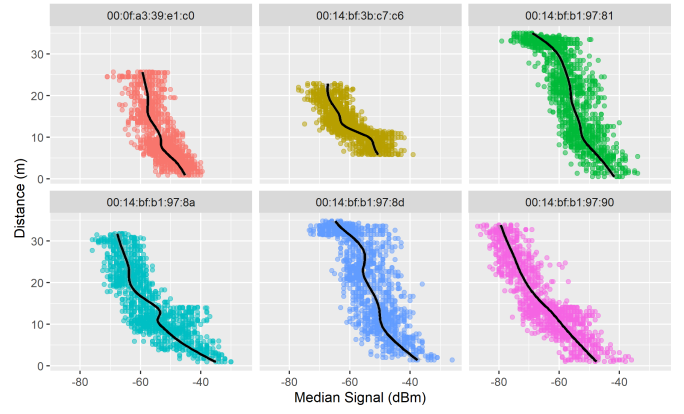 00:0f:a3:39:e1:c0 00:14:bf:3b:c7:c6 00:14:bf:b1:97:81
30
20
10
0
00:14:bf:b1:97:8a 00:14:bf:b1:97:8d 00:14:bf:b1:97:90
30
20
10
0
-80 -60 -40 -80 -60 -40 -80 -60 -40
Distance (m)
Median Signal (dBm)